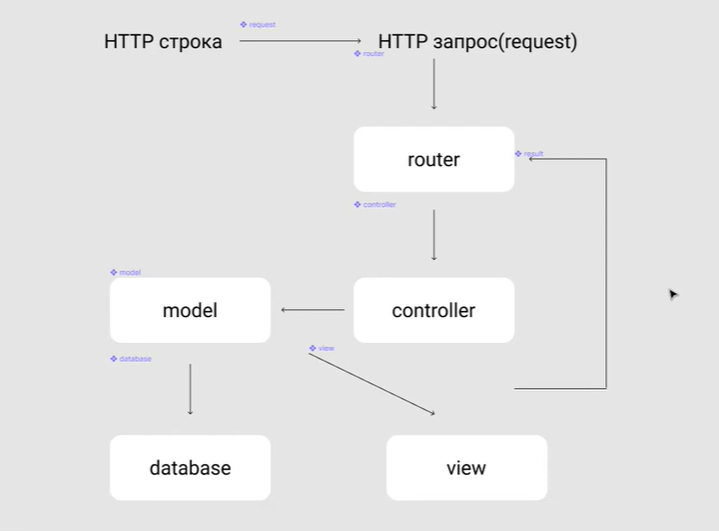 request
HTTP строка
HTTP запрос(request)
router
router
result
controller
model
model
controller
view
database
database
view